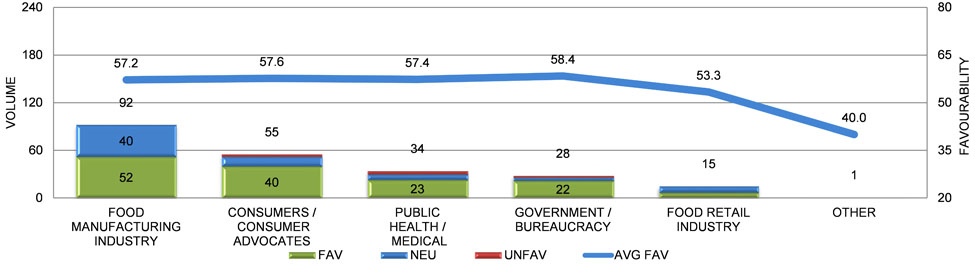 240
180
120
60
0
VOLUME
80
65
50
35
20
FAVOURABILITY
57.2
57.6
57.4
58.4
53.3
40.0
92
55
34
28
15
1
40
52
40
23
22
FOOD
MANUFACTURING
INDUSTRY
CONSUMERS /
CONSUMER
ADVOCATES
PUBLIC
HEALTH /
MEDICAL
GOVERNMENT /
BUREAUCRACY
FOOD RETAIL
INDUSTRY
OTHER
FAV
NEU
UNFAV
AVG FAV